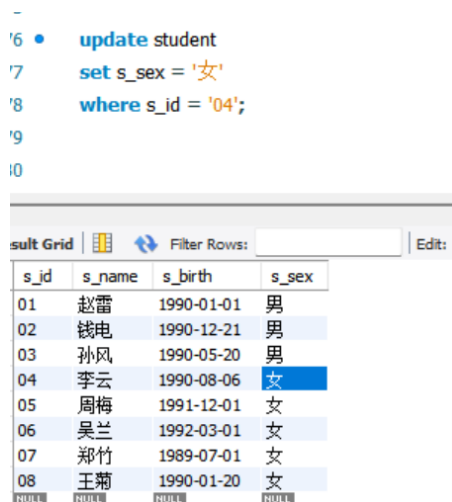 76 update student
77 set s_sex = '女'
78 where s_id = '04';
79
80
sult Grid Filter Rows: Edit:
s_id s_name s_birth s_sex
01 赵雷 1990-01-01 男
02 钱电 1990-12-21 男
03 孙风 1990-05-20 男
04 李云 1990-08-06 女
05 周梅 1991-12-01 女
06 吴兰 1992-03-01 女
07 郑竹 1989-07-01 女
08 王菊 1990-01-20 女
NULL NULL NULL NULL